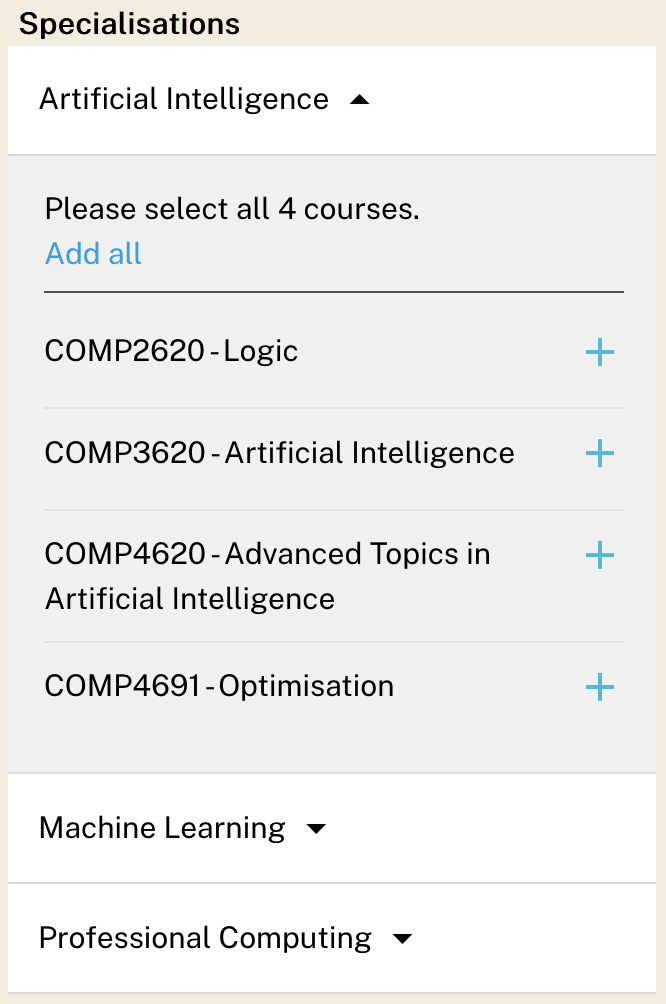 Specialisations
Artificial Intelligence
Please select all 4 courses.
Add all
COMP2620 - Logic
COMP3620 - Artificial Intelligence
COMP4620 - Advanced Topics in
Artificial Intelligence
COMP4691 - Optimisation
Machine Learning
Professional Computing